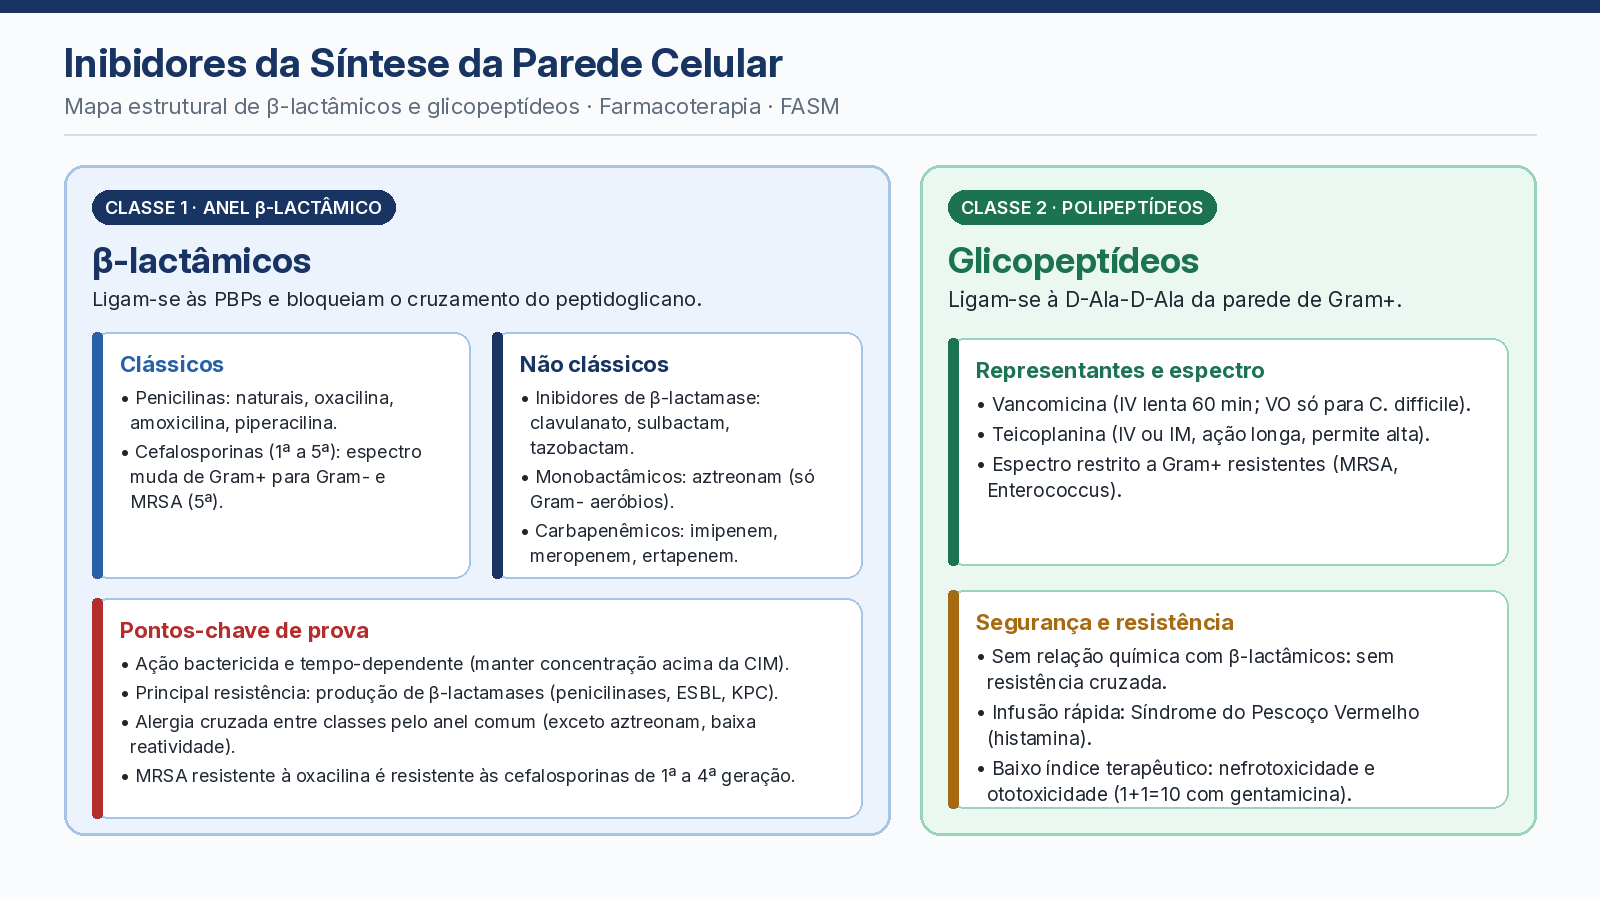 Inibidores da Síntese da Parede Celular
Mapa estrutural de β-lactâmicos e glicopeptídeos · Farmacoterapia · FASM
CLASSE 1 · ANEL β-LACTÂMICO
β-lactâmicos
Ligam-se às PBPs e bloqueiam o cruzamento do peptidoglicano.
Clássicos
• Penicilinas: naturais, oxacilina,
amoxicilina, piperacilina.
• Cefalosporinas (1ª a 5ª): espectro
muda de Gram+ para Gram- e
MRSA (5ª).
Não clássicos
• Inibidores de β-lactamase:
clavulanato, sulbactam,
tazobactam.
• Monobactâmicos: aztreonam (só
Gram- aeróbios).
• Carbapenêmicos: imipenem,
meropenem, ertapenem.
Pontos-chave de prova
• Ação bactericida e tempo-dependente (manter concentração acima da CIM).
• Principal resistência: produção de β-lactamases (penicilinases, ESBL, KPC).
• Alergia cruzada entre classes pelo anel comum (exceto aztreonam, baixa
reatividade).
• MRSA resistente à oxacilina é resistente às cefalosporinas de 1ª a 4ª geração.
CLASSE 2 · POLIPEPTÍDEOS
Glicopeptídeos
Ligam-se à D-Ala-D-Ala da parede de Gram+.
Representantes e espectro
• Vancomicina (IV lenta 60 min; VO só para C. difficile).
• Teicoplanina (IV ou IM, ação longa, permite alta).
• Espectro restrito a Gram+ resistentes (MRSA,
Enterococcus).
Segurança e resistência
• Sem relação química com β-lactâmicos: sem
resistência cruzada.
• Infusão rápida: Síndrome do Pescoço Vermelho
(histamina).
• Baixo índice terapêutico: nefrotoxicidade e
ototoxicidade (1+1=10 com gentamicina).